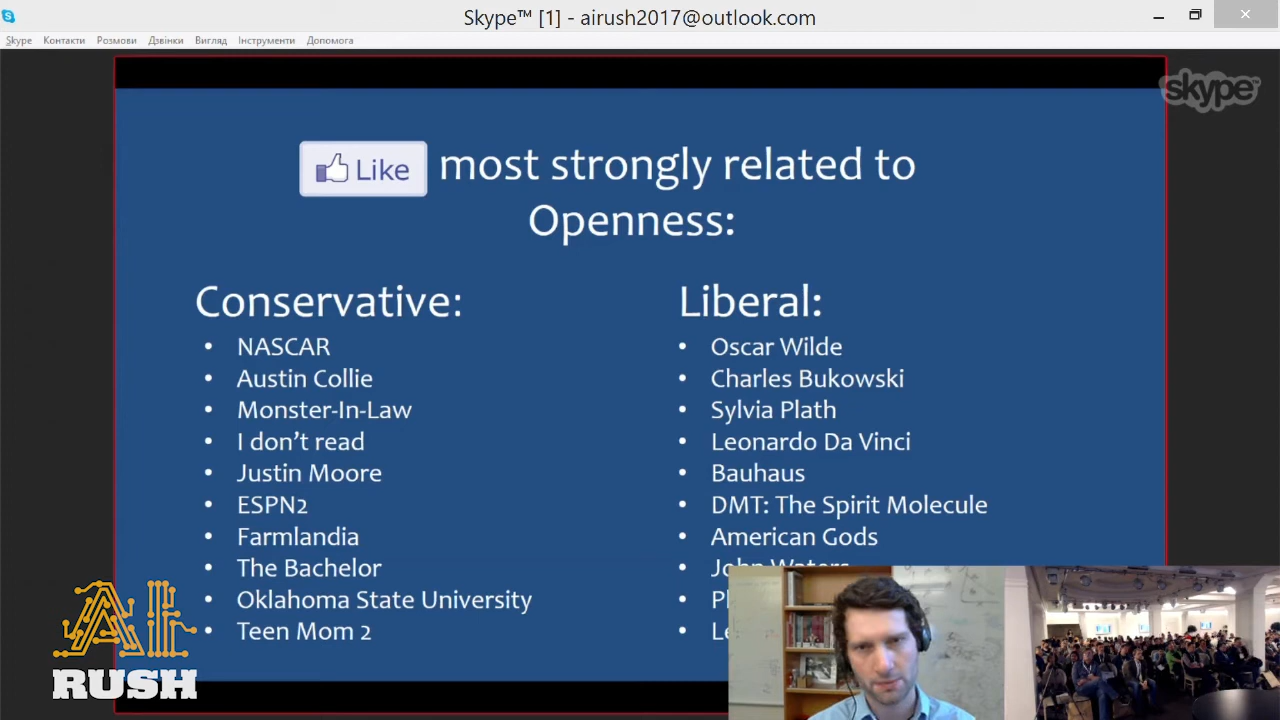 Skype™ [1] - airush2017@outlook.com
Skype Контакти Розмови Дзвінки Вигляд Інструменти Допомога
skype™
Like most strongly related to
Openness:
Conservative:
• NASCAR
• Austin Collie
• Monster-In-Law
• I don’t read
• Justin Moore
• ESPN2
• Farmlandia
• The Bachelor
• Oklahoma State University
• Teen Mom 2
Liberal:
• Oscar Wilde
• Charles Bukowski
• Sylvia Plath
• Leonardo Da Vinci
• Bauhaus
• DMT: The Spirit Molecule
• American Gods
• John Waters
AI
RUSH